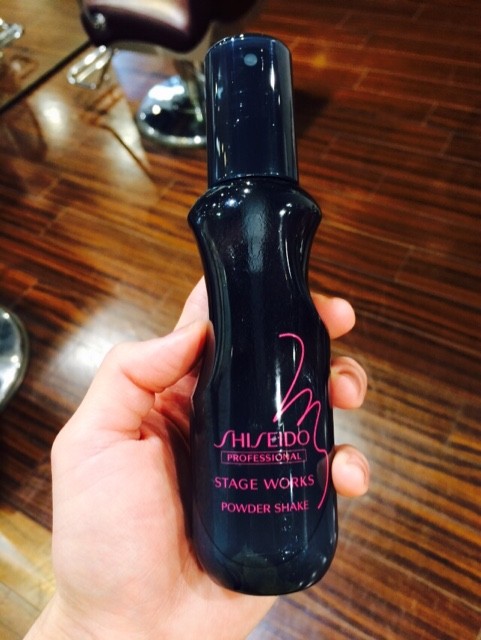 SHISEIDO
PROFESSIONAL
STAGE WORKS
POWDER SHAKE